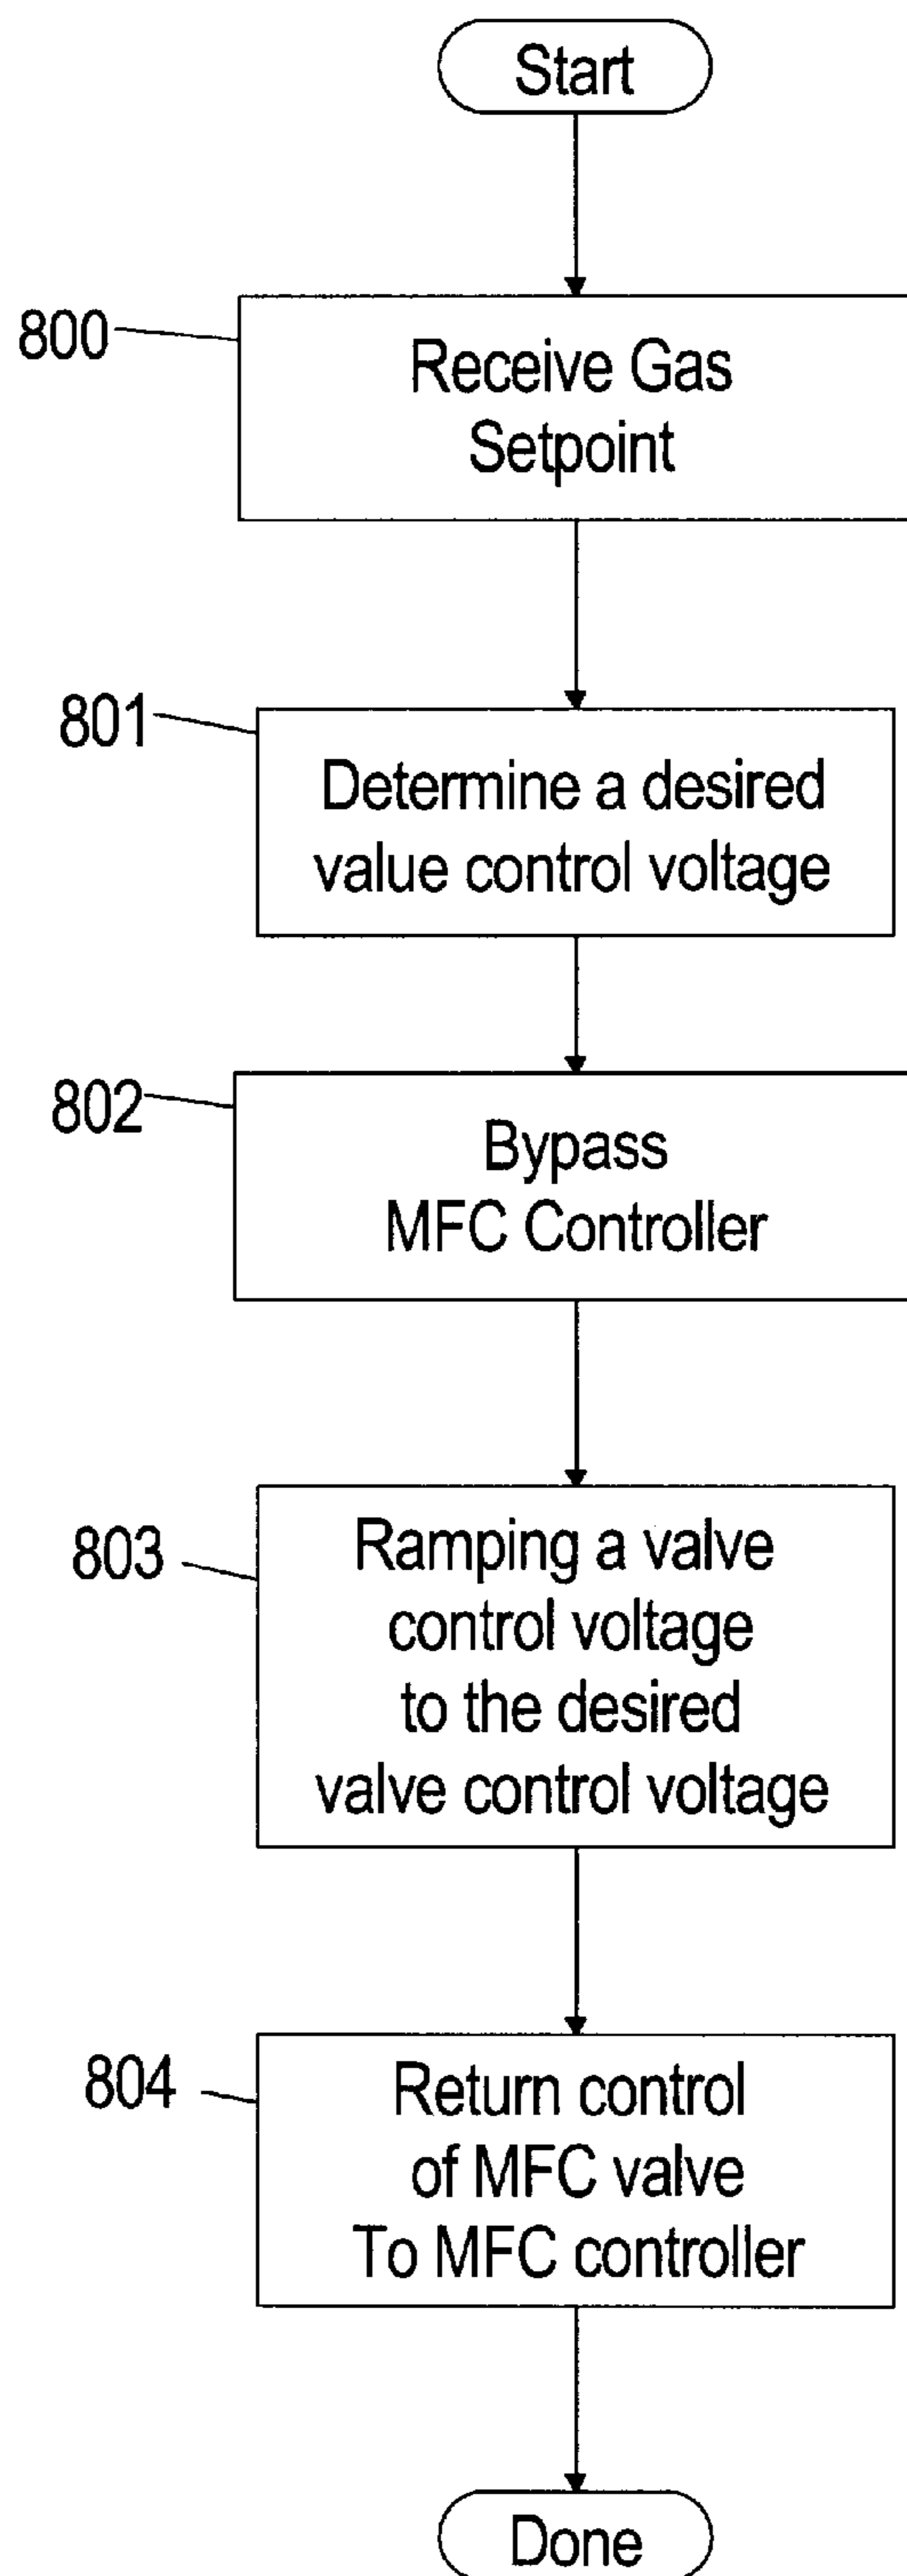 Start
800
Receive Gas
Setpoint
801
Determine a desired
value control voltage
802
Bypass
MFC Controller
803
Ramping a valve
control voltage
to the desired
valve control voltage
804
Return control
of MFC valve
To MFC controller
Done